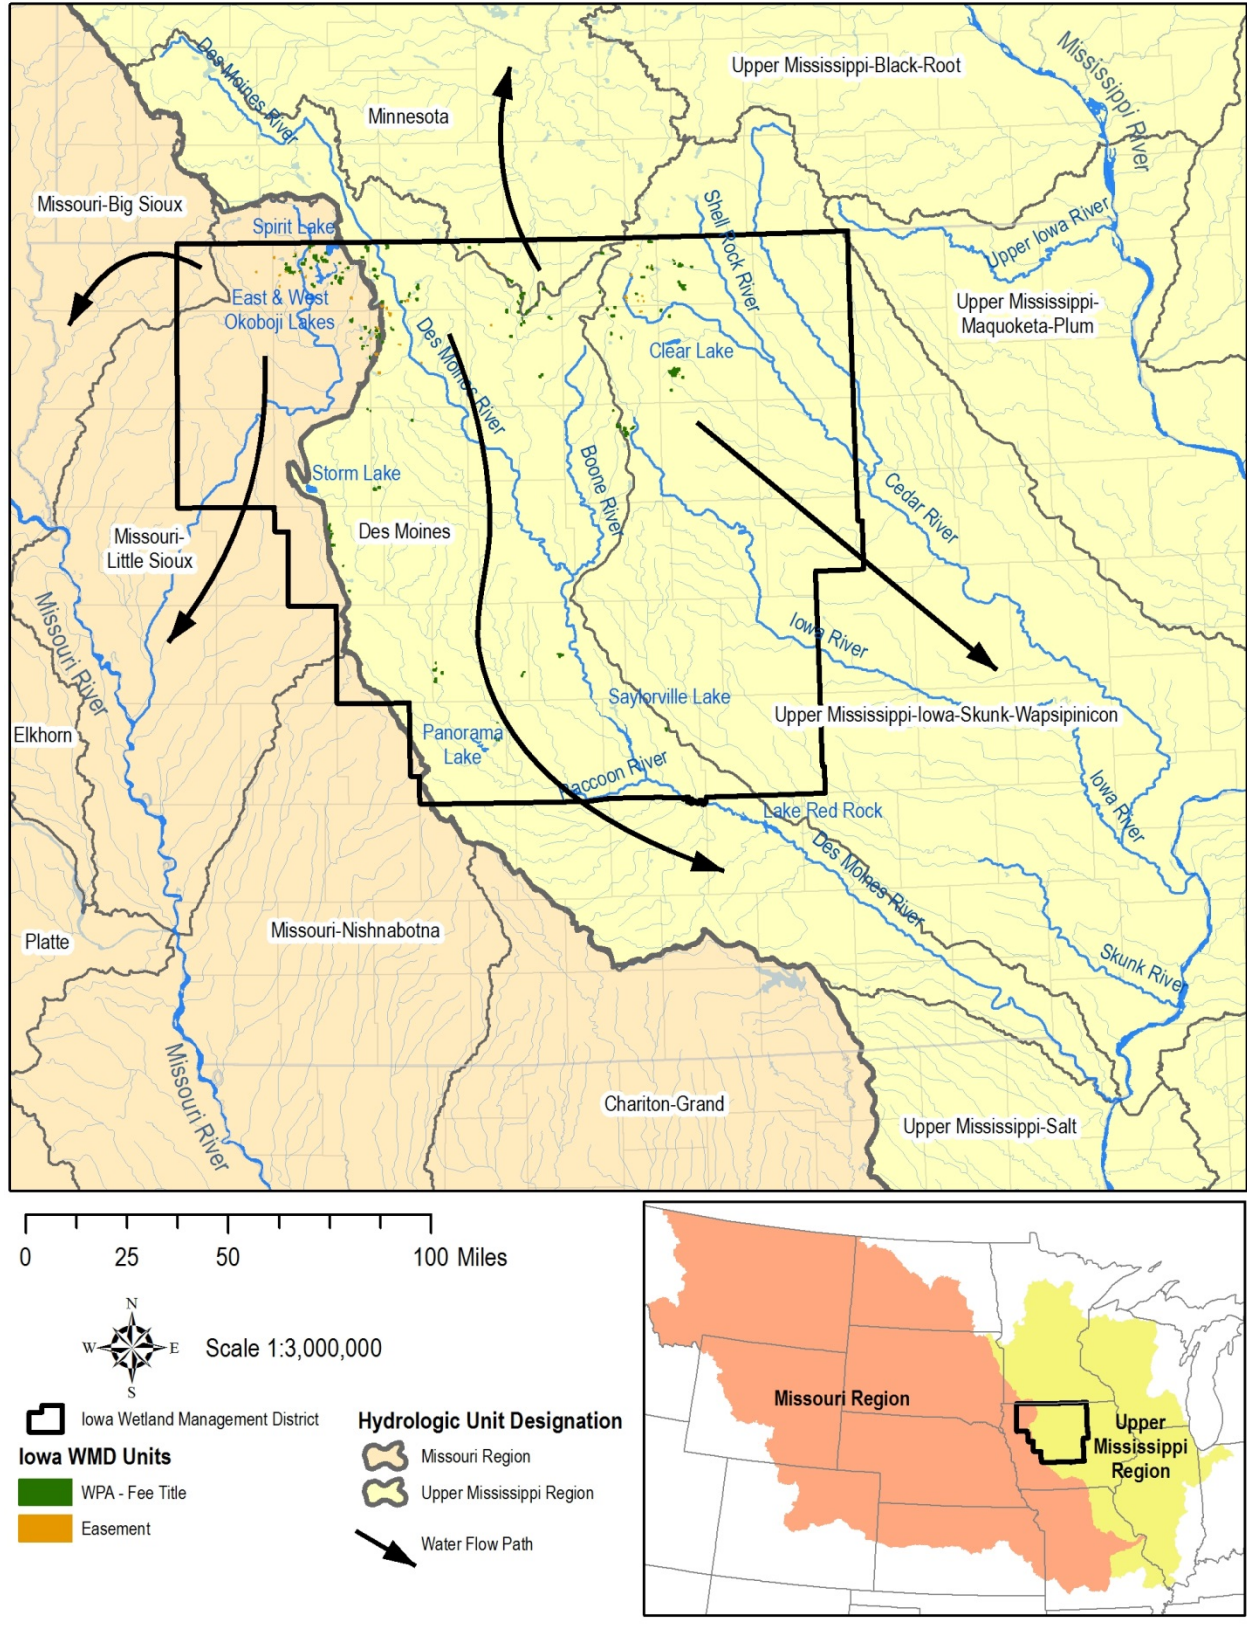 Des Moines River
Mississippi River
Upper Mississippi-Black-Root
Minnesota
Missouri-Big Sioux
Spirit Lake
Shell Rock River
Upper Iowa River
East & West
Okoboji Lakes
Upper Mississippi-
Maquoketa-Plum
Des Moines River
Clear Lake
Boone River
Storm Lake
Cedar River
Des Moines
Missouri-
Little Sioux
Missouri River
Iowa River
Saylorville Lake
Upper Mississippi-Iowa-Skunk-Wapsipinicon
Elkhorn
Panorama
Lake
Raccoon River
Iowa River
Lake Red Rock
Des Moines River
Missouri-Nishnabotna
Platte
Skunk River
Missouri River
Chariton-Grand
Upper Mississippi-Salt
0 25 50 100 Miles
N
W E
S
Scale 1:3,000,000
Iowa Wetland Management District
Iowa WMD Units
WPA - Fee Title
Easement
Hydrologic Unit Designation
Missouri Region
Upper Mississippi Region
Water Flow Path
Missouri Region
Upper
Mississippi
Region